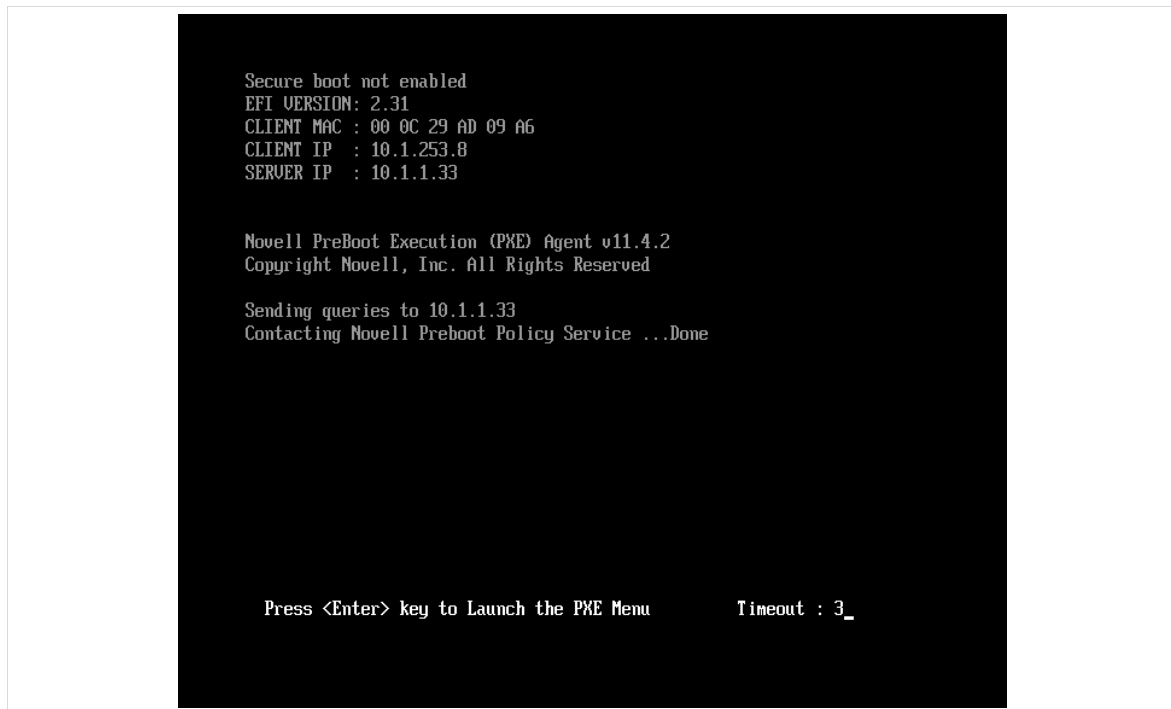 Secure boot not enabled
EFI VERSION: 2.31
CLIENT MAC : 00 0C 29 AD 09 A6
CLIENT IP  : 10.1.253.8
SERVER IP  : 10.1.1.33
Novell PreBoot Execution (PXE) Agent v11.4.2
Copyright Novell, Inc. All Rights Reserved
Sending queries to 10.1.1.33
Contacting Novell Preboot Policy Service ...Done
Press <Enter> key to Launch the PXE Menu         Timeout : 3_